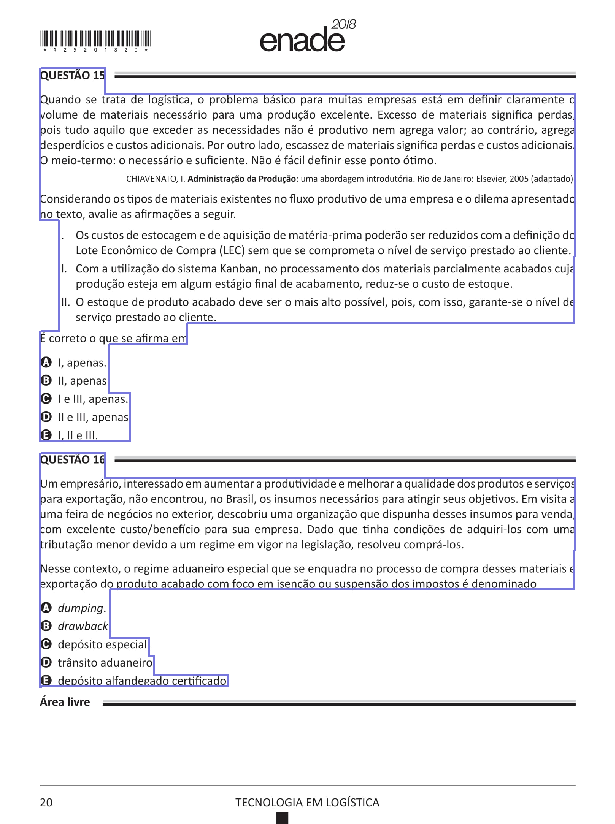 *R2020182C*
enade2018
QUESTÃO 15
Quando se trata de logística, o problema básico para muitas empresas está em definir claramente o
volume de materiais necessário para uma produção excelente. Excesso de materiais significa perdas,
pois tudo aquilo que exceder as necessidades não é produtivo nem agrega valor; ao contrário, agrega
desperdícios e custos adicionais. Por outro lado, escassez de materiais significa perdas e custos adicionais.
O meio-termo: o necessário e suficiente. Não é fácil definir esse ponto ótimo.
CHIAVENATO, I. Administração da Produção: uma abordagem introdutória. Rio de Janeiro: Elsevier, 2005 (adaptado).
Considerando os tipos de materiais existentes no fluxo produtivo de uma empresa e o dilema apresentado
no texto, avalie as afirmações a seguir.
I. Os custos de estocagem e de aquisição de matéria-prima poderão ser reduzidos com a definição do
Lote Econômico de Compra (LEC) sem que se comprometa o nível de serviço prestado ao cliente.
II. Com a utilização do sistema Kanban, no processamento dos materiais parcialmente acabados cuja
produção esteja em algum estágio final de acabamento, reduz-se o custo de estoque.
III. O estoque de produto acabado deve ser o mais alto possível, pois, com isso, garante-se o nível de
serviço prestado ao cliente.
É correto o que se afirma em
A I, apenas.
B II, apenas.
C I e III, apenas.
D II e III, apenas.
E I, II e III.
QUESTÃO 16
Um empresário, interessado em aumentar a produtividade e melhorar a qualidade dos produtos e serviços
para exportação, não encontrou, no Brasil, os insumos necessários para atingir seus objetivos. Em visita a
uma feira de negócios no exterior, descobriu uma organização que dispunha desses insumos para venda,
com excelente custo/benefício para sua empresa. Dado que tinha condições de adquiri-los com uma
tributação menor devido a um regime em vigor na legislação, resolveu comprá-los.
Nesse contexto, o regime aduaneiro especial que se enquadra no processo de compra desses materiais e
exportação do produto acabado com foco em isenção ou suspensão dos impostos é denominado
A dumping.
B drawback.
C depósito especial.
D trânsito aduaneiro.
E depósito alfandegado certificado.
Área livre
20
TECNOLOGIA EM LOGÍSTICA